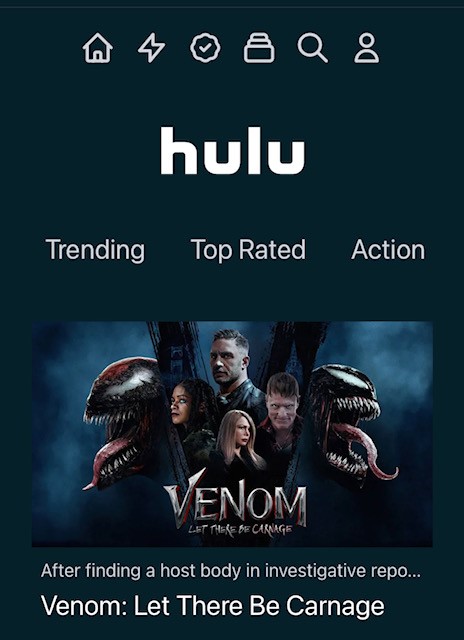 hulu
Trending Top Rated Action
VENOM
LET THERE BE CARNAGE
After finding a host body in investigative repo...
Venom: Let There Be Carnage